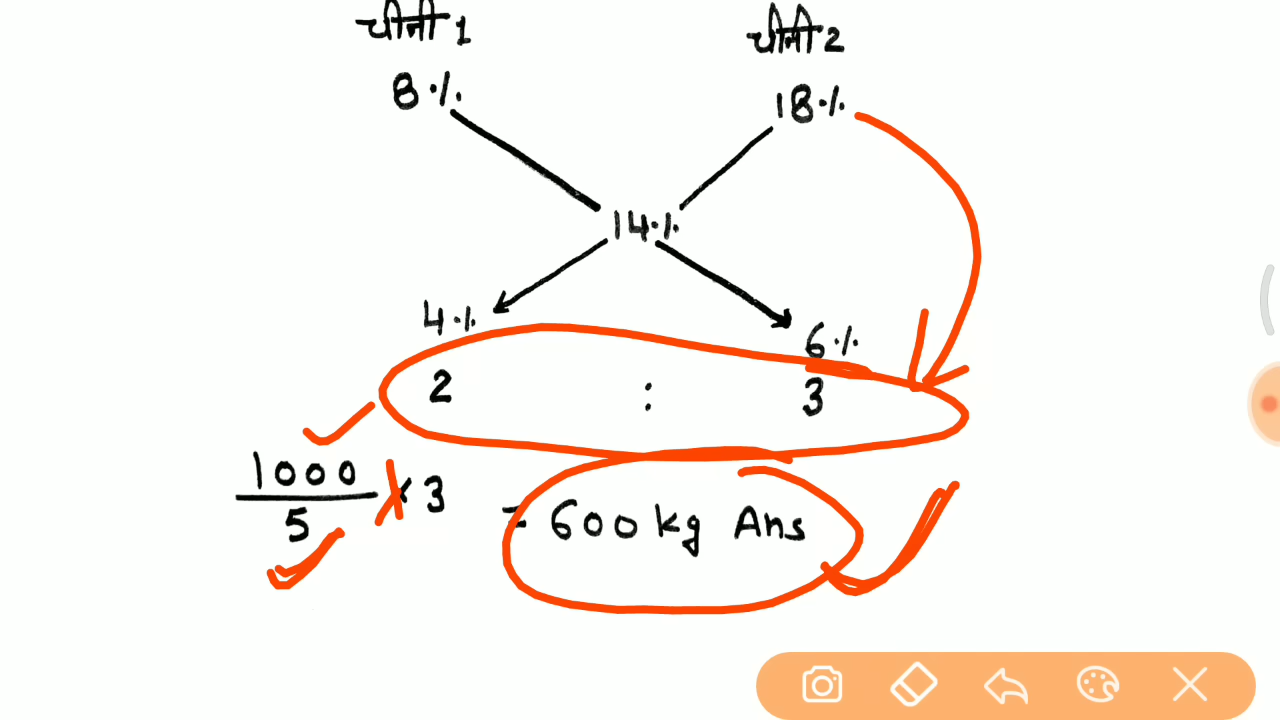 चीनी 1 चीनी 2
8% 18%
14%
4% 6%
2 : 3
1000/5 × 3 = 600 kg Ans